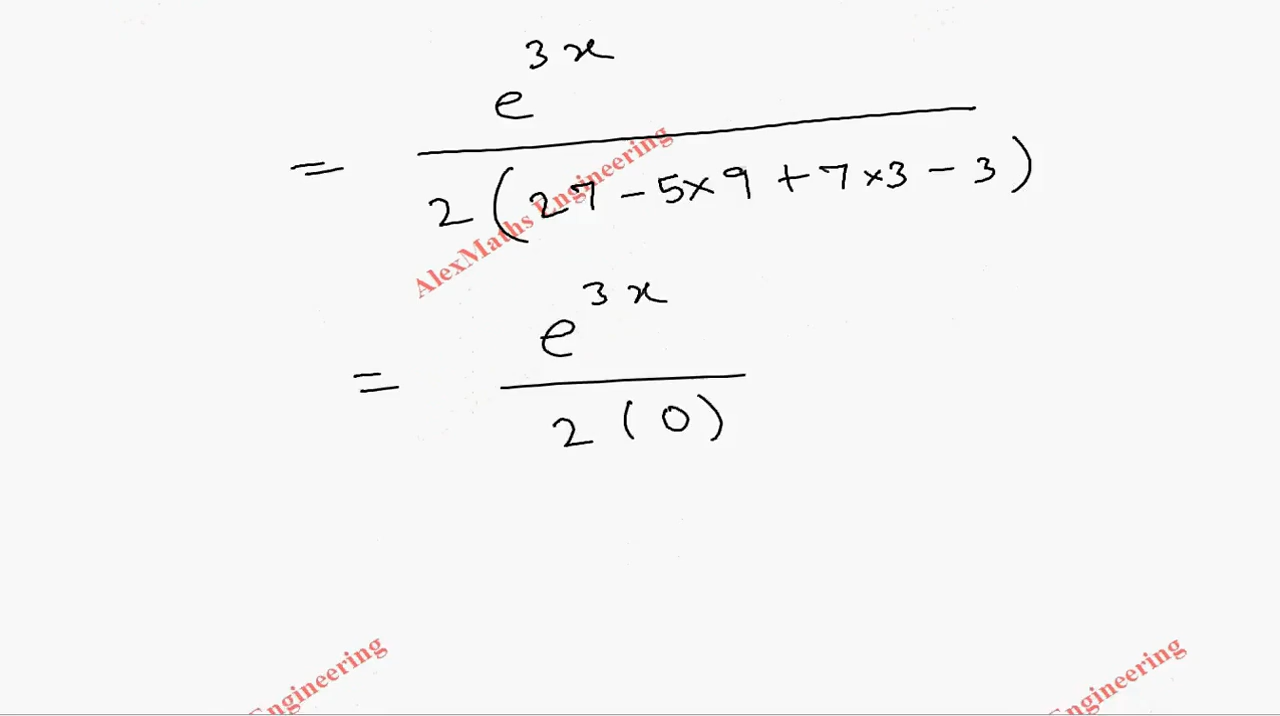 3x
e
= ―――――
2 ( 27 − 5×9 + 7×3 − 3 )
AlexMaths Engineering
3x
e
= ―――
2 ( 0 )
Engineering
Engineering